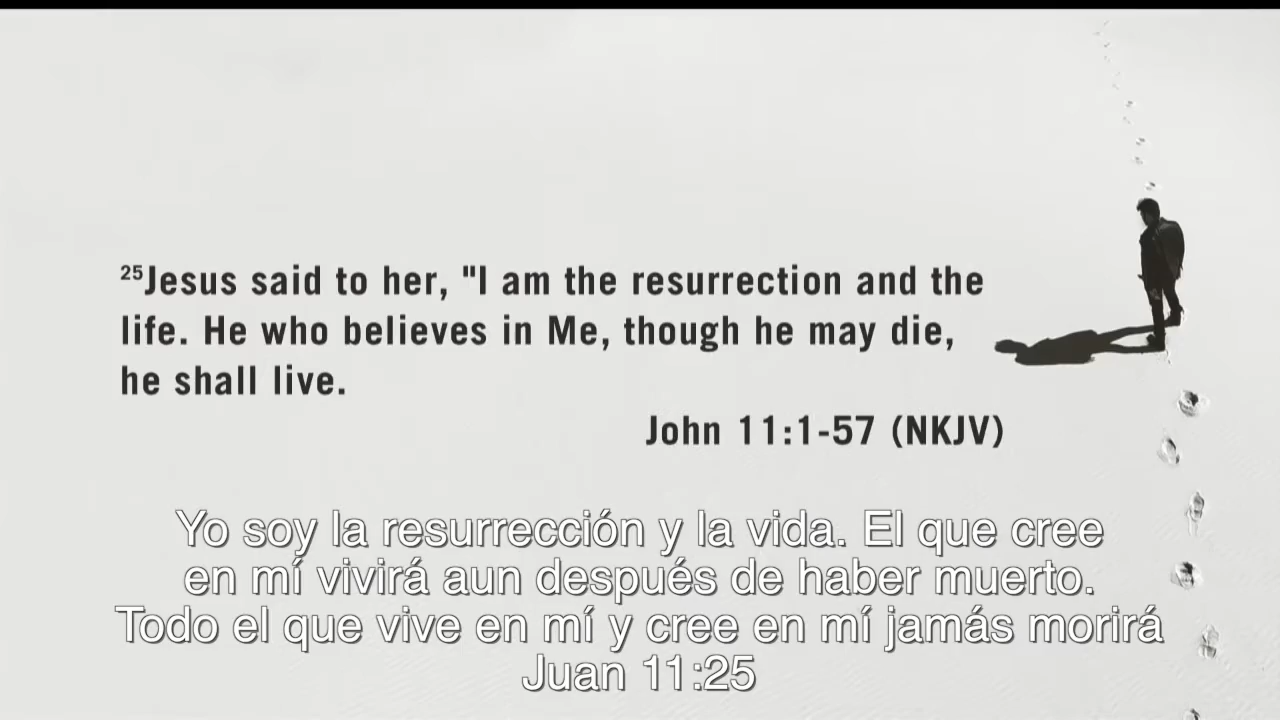 25Jesus said to her, "I am the resurrection and the
life. He who believes in Me, though he may die,
he shall live.
John 11:1-57 (NKJV)
Yo soy la resurrección y la vida. El que cree
en mí vivirá aun después de haber muerto.
Todo el que vive en mí y cree en mí jamás morirá
Juan 11:25